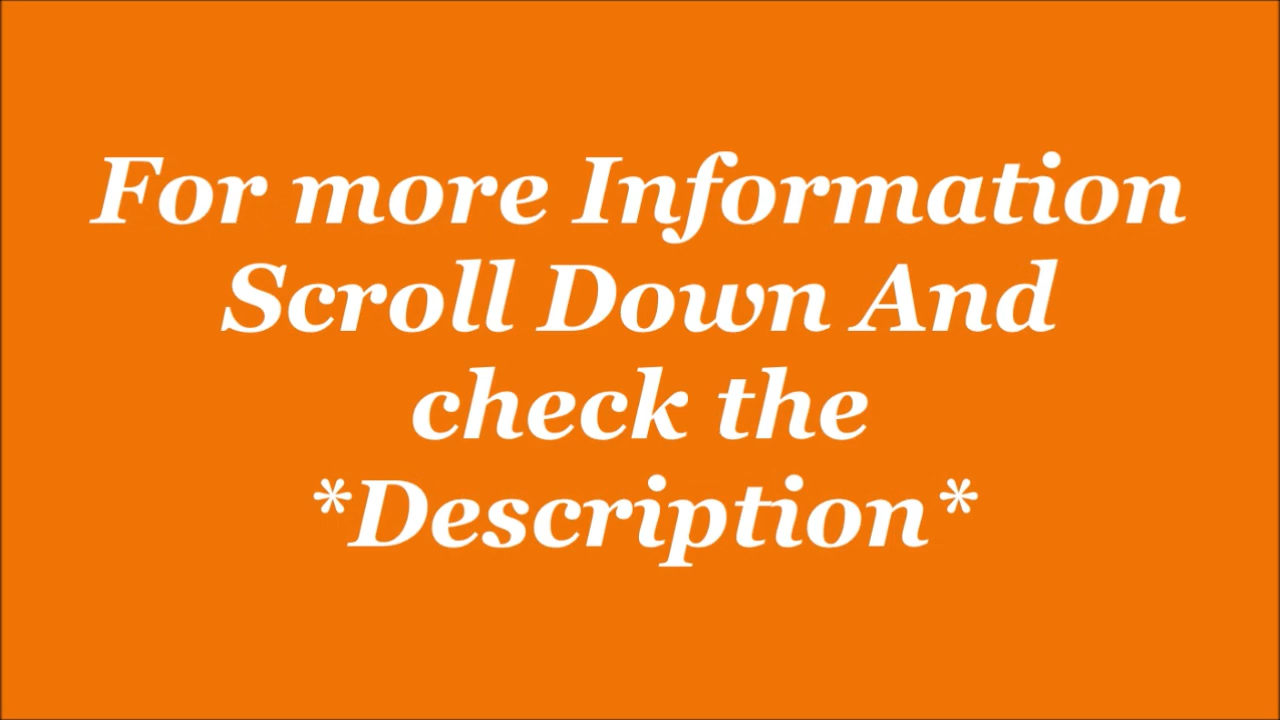 For more Information
Scroll Down And
check the
*Description*